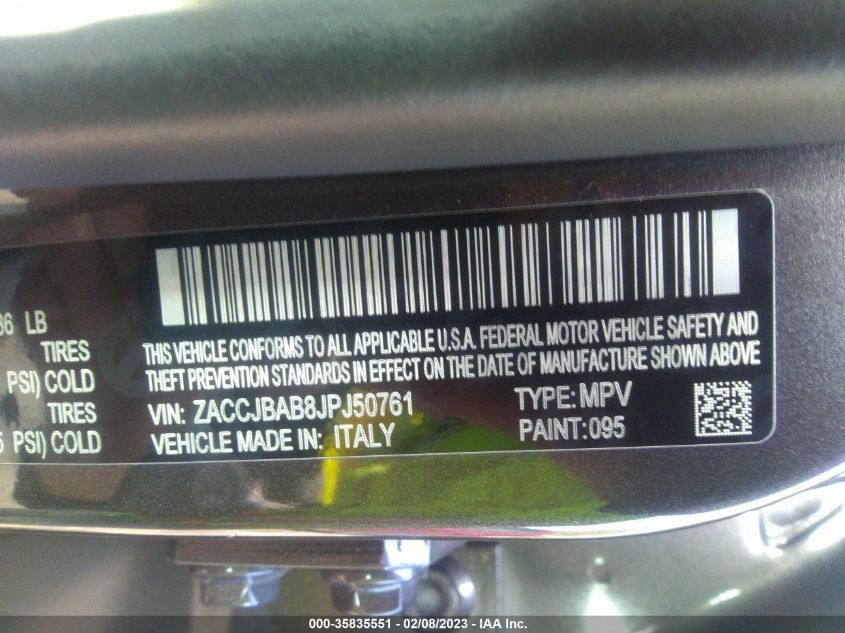 36 LB
TIRES
PSI) COLD
TIRES
5 PSI) COLD
THIS VEHICLE CONFORMS TO ALL APPLICABLE U.S.A. FEDERAL MOTOR VEHICLE SAFETY AND
THEFT PREVENTION STANDARDS IN EFFECT ON THE DATE OF MANUFACTURE SHOWN ABOVE
VIN: ZACCJBAB8JPJ50761 TYPE: MPV
VEHICLE MADE IN: ITALY PAINT:095
000-35835551 - 02/08/2023 - IAA Inc.